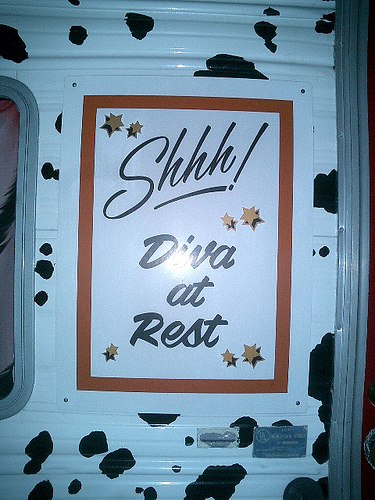 Shhh!
Diva
at
Rest